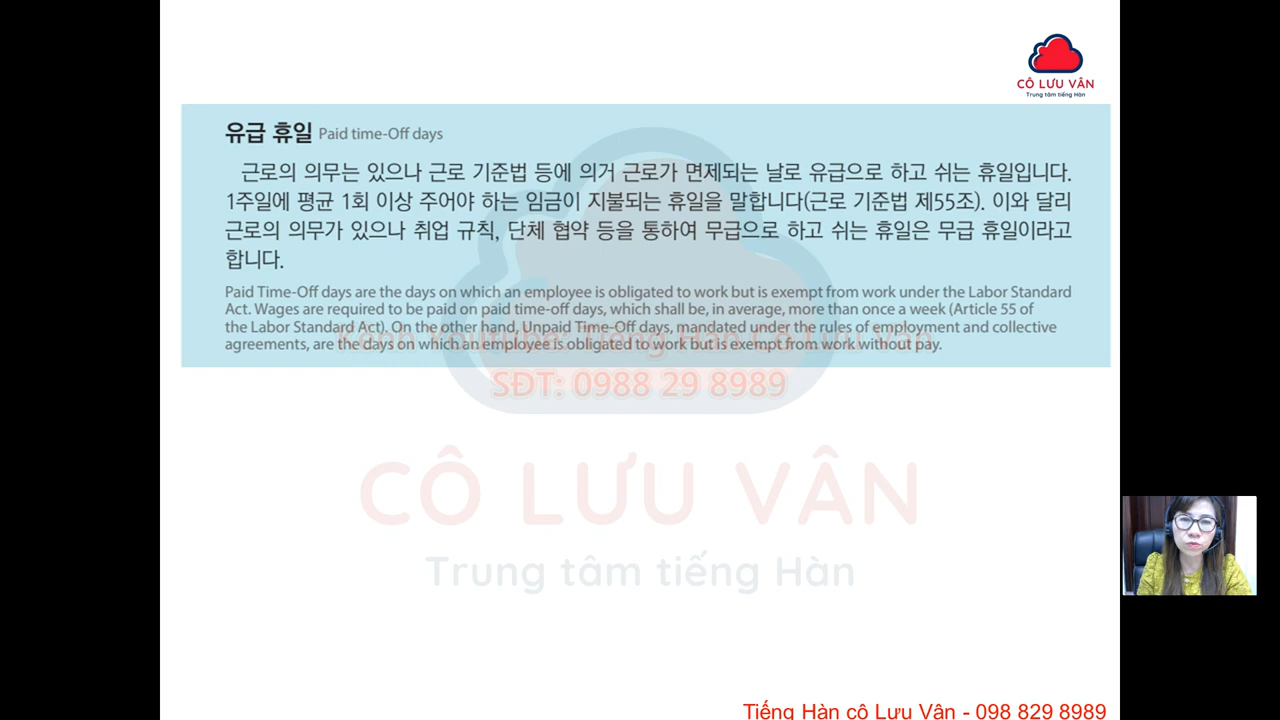 CÔ LƯU VÂN
Trung tâm tiếng Hàn
유급 휴일 Paid time-Off days
근로의 의무는 있으나 근로 기준법 등에 의거 근로가 면제되는 날로 유급으로 하고 쉬는 휴일입니다.
1주일에 평균 1회 이상 주어야 하는 임금이 지불되는 휴일을 말합니다(근로 기준법 제55조). 이와 달리
근로의 의무가 있으나 취업 규칙, 단체 협약 등을 통하여 무급으로 하고 쉬는 휴일은 무급 휴일이라고
합니다.
Paid Time-Off days are the days on which an employee is obligated to work but is exempt from work under the Labor Standard
Act. Wages are required to be paid on paid time-off days, which shall be, in average, more than once a week (Article 55 of
the Labor Standard Act). On the other hand, Unpaid Time-Off days, mandated under the rules of employment and collective
agreements, are the days on which an employee is obligated to work but is exempt from work without pay.
Kênh Youtube: Tiếng Hàn Cô Lưu Vân
SĐT: 0988 29 8989
CÔ LƯU VÂN
Trung tâm tiếng Hàn
Tiếng Hàn cô Lưu Vân - 098 829 8989